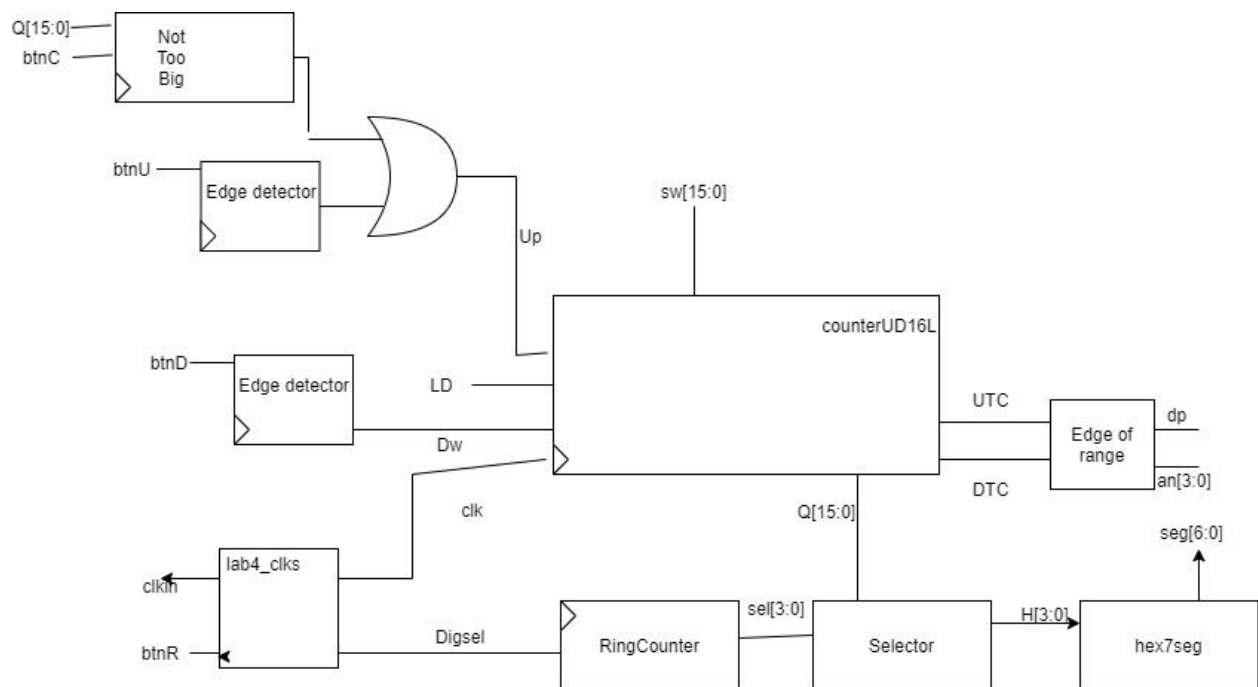 Q[15:0]
btnC
Not
Too
Big
btnU
Edge detector
Up
sw[15:0]
counterUD16L
btnD
Edge detector
LD
Dw
clk
UTC
DTC
Edge of
range
dp
an[3:0]
Q[15:0]
seg[6:0]
lab4_clks
clkin
btnR
Digsel
RingCounter
sel[3:0]
Selector
H[3:0]
hex7seg